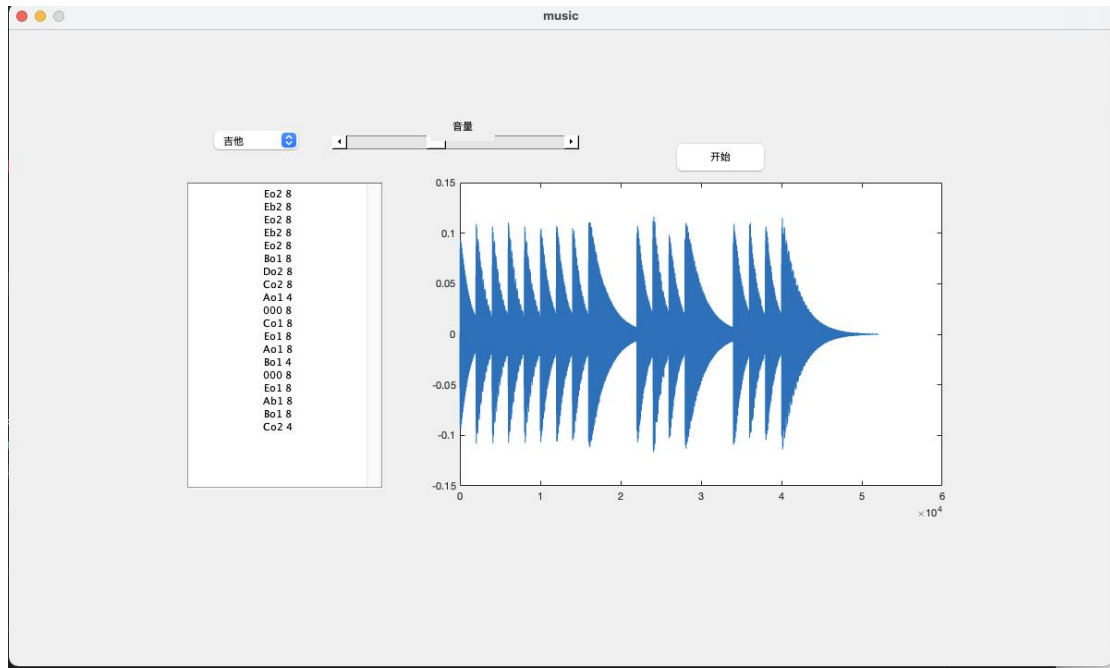 music
音量
吉他
开始
Eo2 8
Eb2 8
Eo2 8
Eb2 8
Eo2 8
Bo1 8
Do2 8
Co2 8
Ao1 4
000 8
Co1 8
Eo1 8
Ao1 8
Bo1 4
000 8
Eo1 8
Ab1 8
Bo1 8
Co2 4
0.15
0.1
0.05
0
-0.05
-0.1
-0.15
0 1 2 3 4 5 6
×10⁴